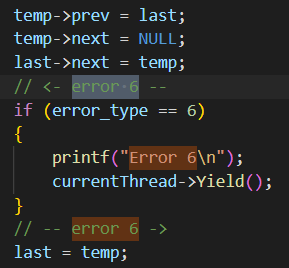 temp->prev = last;
temp->next = NULL;
last->next = temp;
// <- error 6 --
if (error_type == 6)
{
    printf("Error 6\n");
    currentThread->Yield();
}
// -- error 6 ->
last = temp;